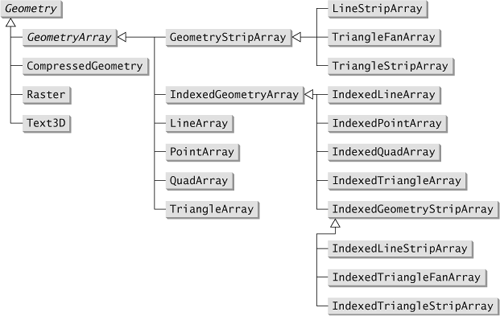 Geometry
GeometryArray
CompressedGeometry
Raster
Text3D
GeometryStripArray
IndexedGeometryArray
LineArray
PointArray
QuadArray
TriangleArray
LineStripArray
TriangleFanArray
TriangleStripArray
IndexedLineArray
IndexedPointArray
IndexedQuadArray
IndexedTriangleArray
IndexedGeometryStripArray
IndexedLineStripArray
IndexedTriangleFanArray
IndexedTriangleStripArray